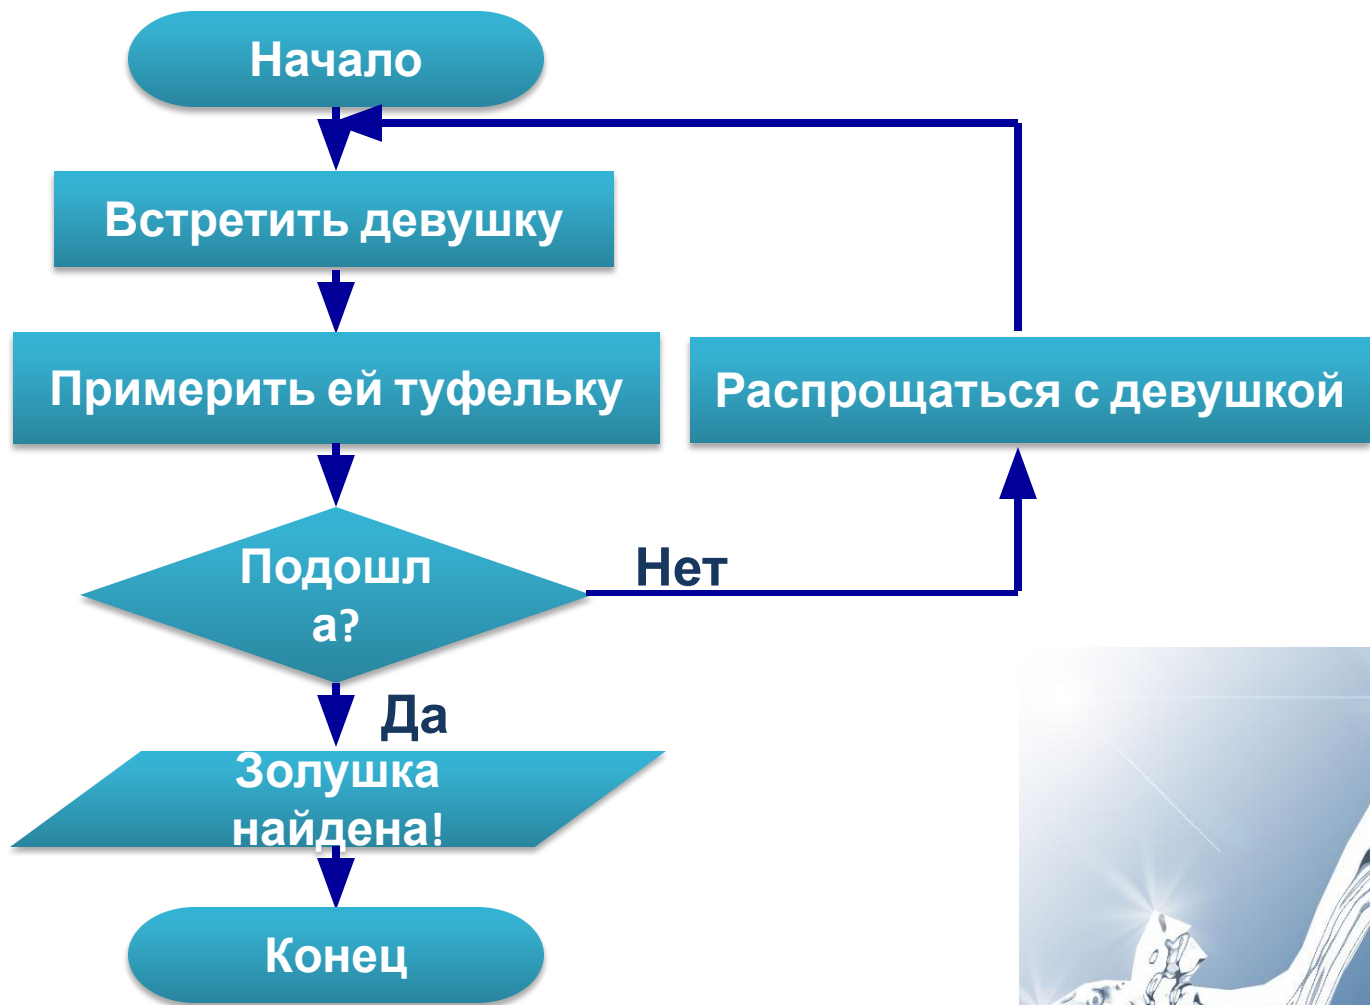 Начало
Встретить девушку
Примерить ей туфельку
Распрощаться с девушкой
Подошл
а?
Нет
Да
Золушка
найдена!
Конец